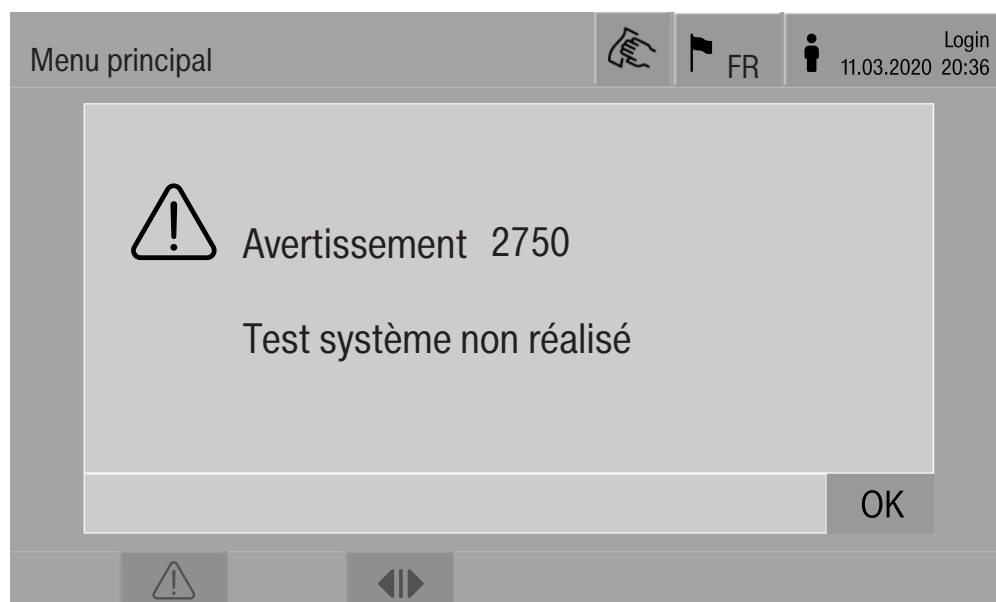 Menu principal
FR
Login
11.03.2020 20:36
Avertissement 2750
Test système non réalisé
OK